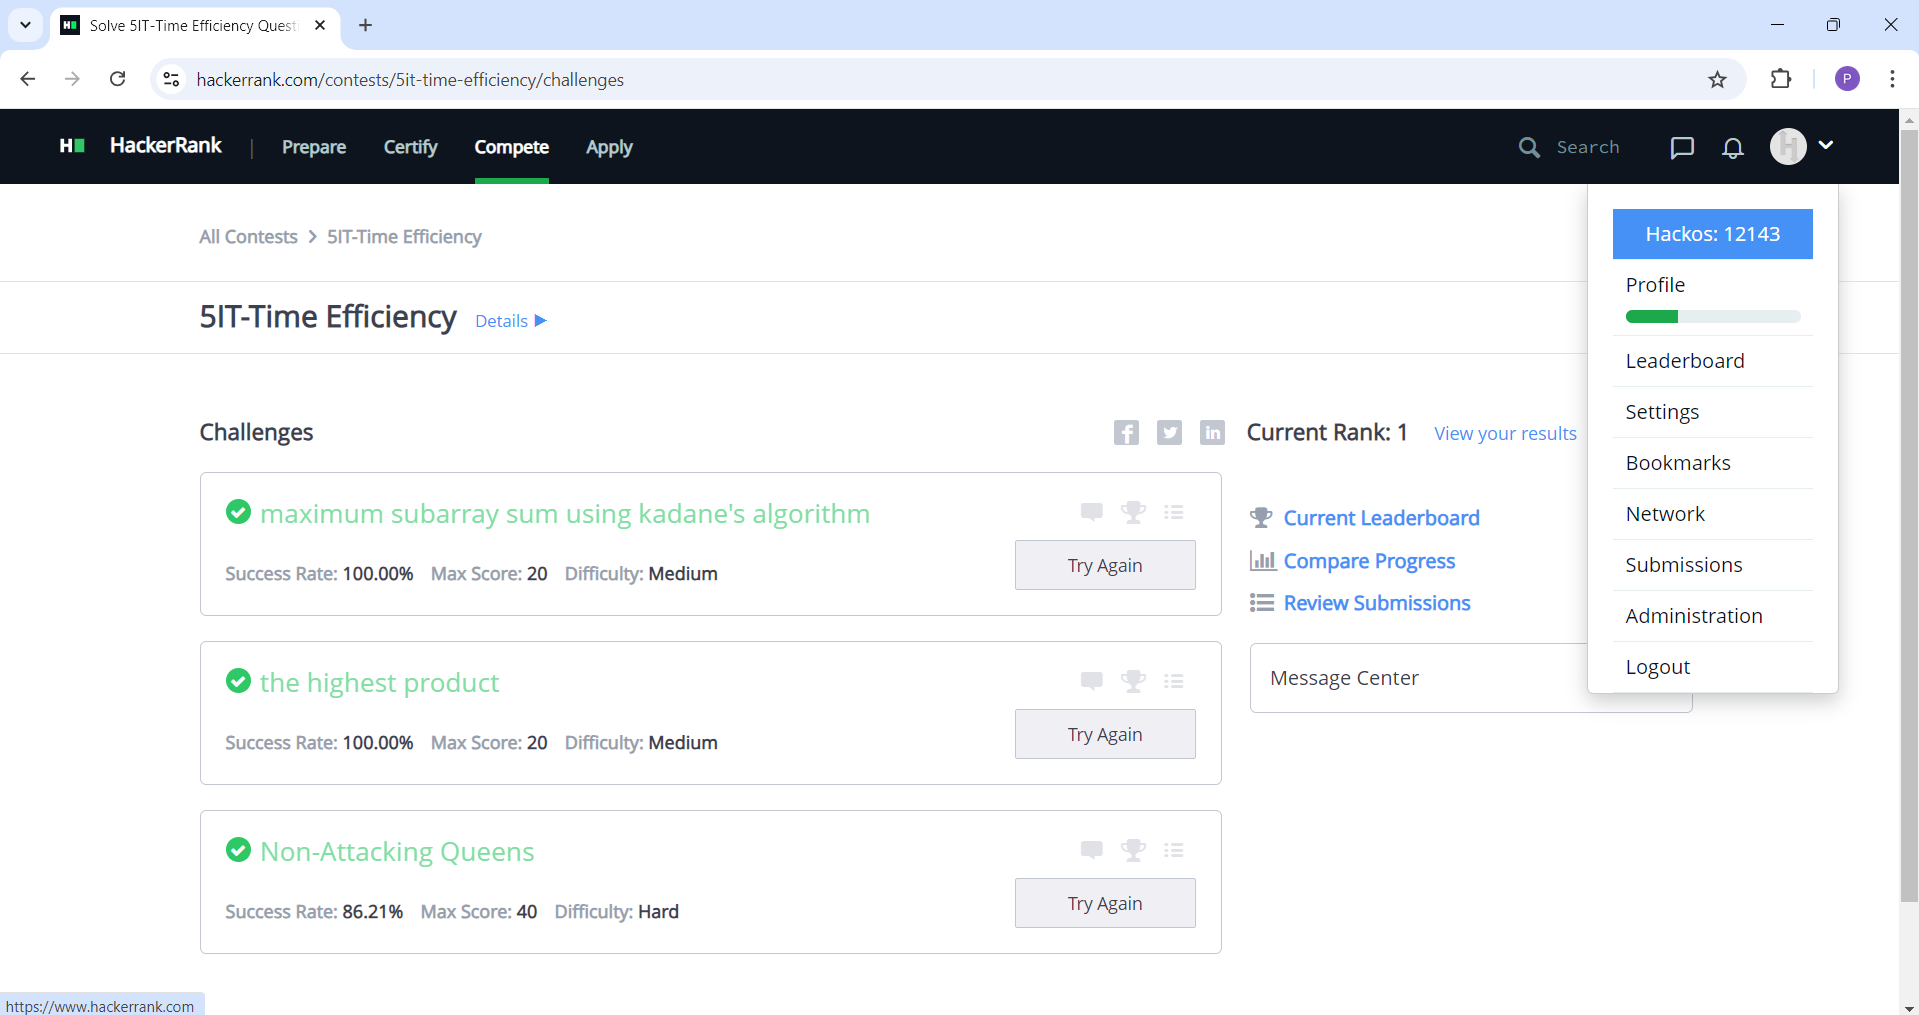 Solve 5IT-Time Efficiency Quest
hackerrank.com/contests/5it-time-efficiency/challenges
P
H
HackerRank | Prepare Certify Compete Apply
Search
H
All Contests > 5IT-Time Efficiency
Hackos: 12143
Profile
Leaderboard
Settings
Bookmarks
Network
Submissions
Administration
Logout
5IT-Time Efficiency Details
Challenges
Current Rank: 1 View your results
maximum subarray sum using kadane's algorithm
Success Rate: 100.00% Max Score: 20 Difficulty: Medium
Try Again
the highest product
Success Rate: 100.00% Max Score: 20 Difficulty: Medium
Try Again
Non-Attacking Queens
Success Rate: 86.21% Max Score: 40 Difficulty: Hard
Try Again
Current Leaderboard
Compare Progress
Review Submissions
Message Center
https://www.hackerrank.com